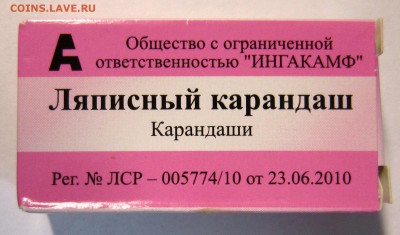 COINS.LAVE.RU
Общество с ограниченной
ответственностью "ИНГАКАМФ"
Ляписный карандаш
Карандаши
Рег. № ЛСР – 005774/10 от 23.06.2010